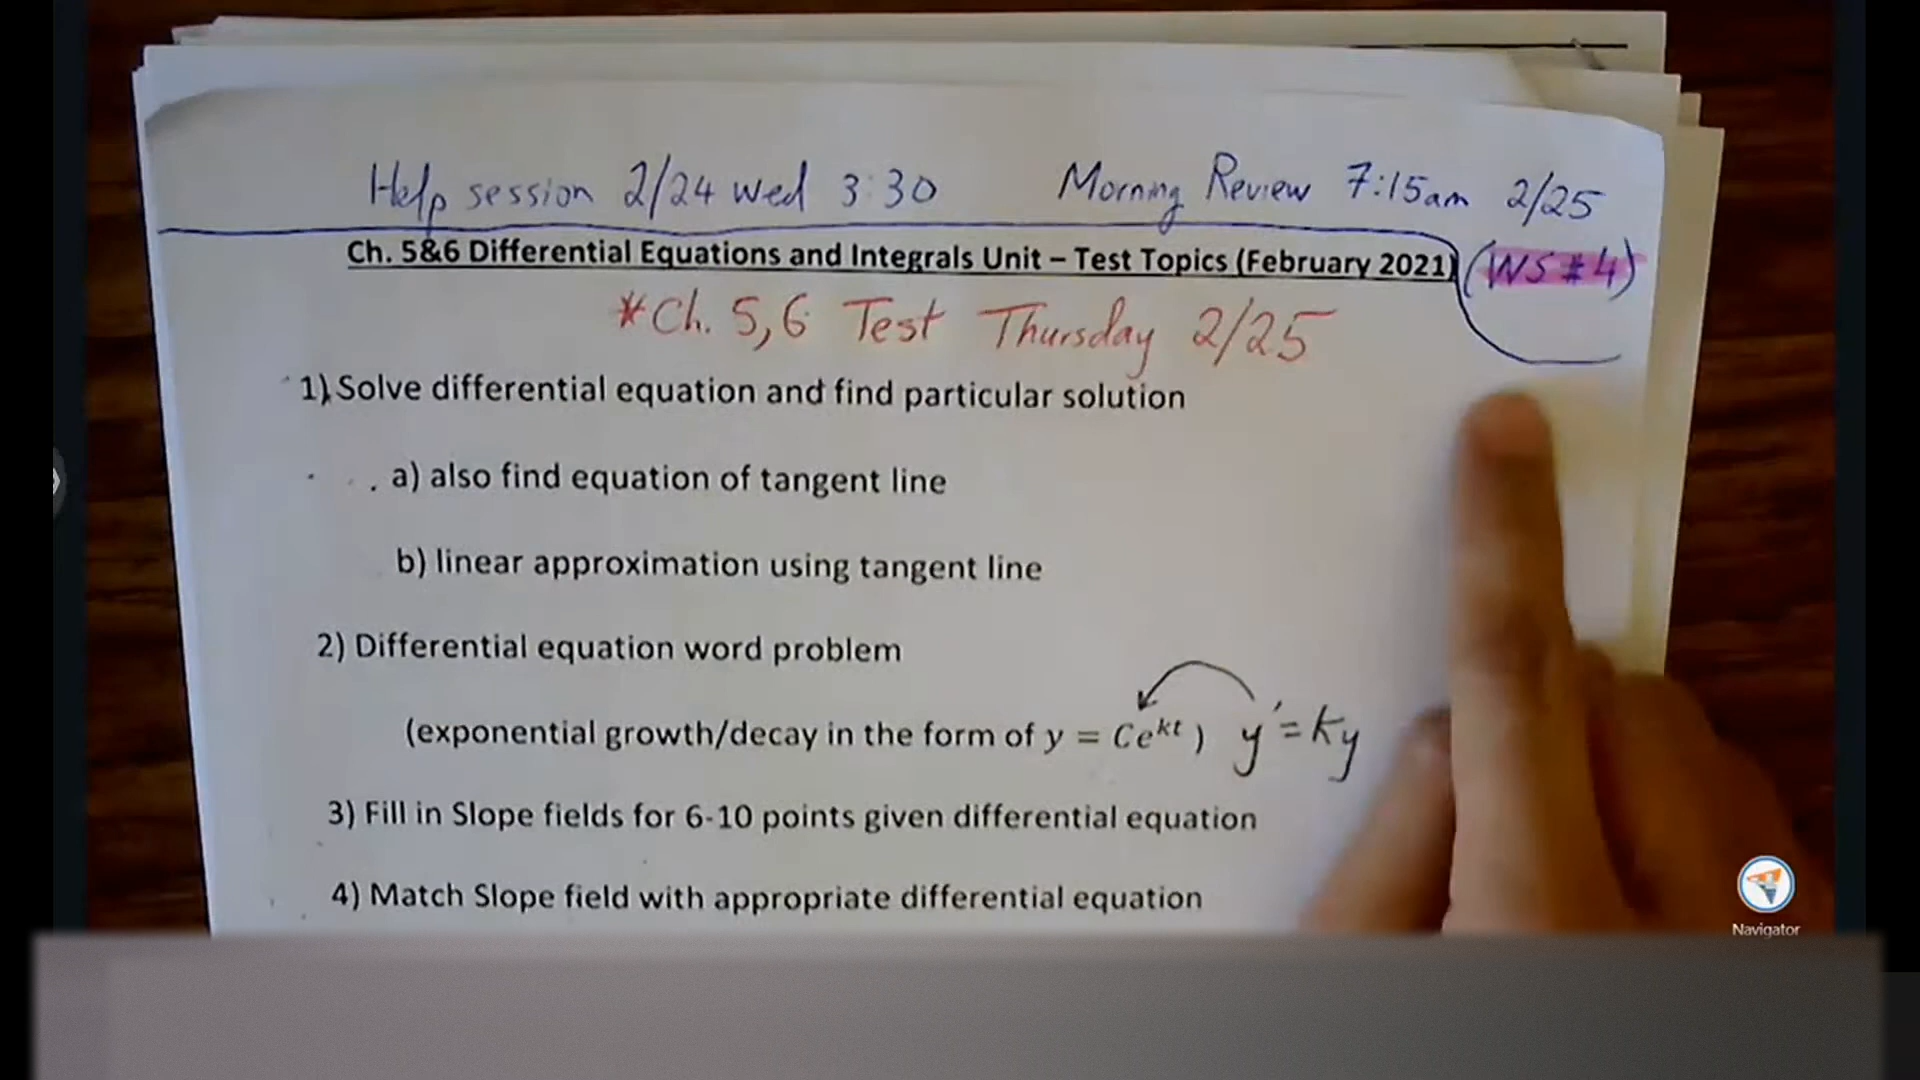 Help session 2/24 Wed 3:30 Morning Review 7:15am 2/25
Ch. 5&6 Differential Equations and Integrals Unit – Test Topics (February 2021) (WS #4)
*Ch. 5,6 Test Thursday 2/25
1) Solve differential equation and find particular solution
a) also find equation of tangent line
b) linear approximation using tangent line
2) Differential equation word problem
(exponential growth/decay in the form of y = Ce^{kt} ) y' = ky
3) Fill in Slope fields for 6-10 points given differential equation
4) Match Slope field with appropriate differential equation
Navigator